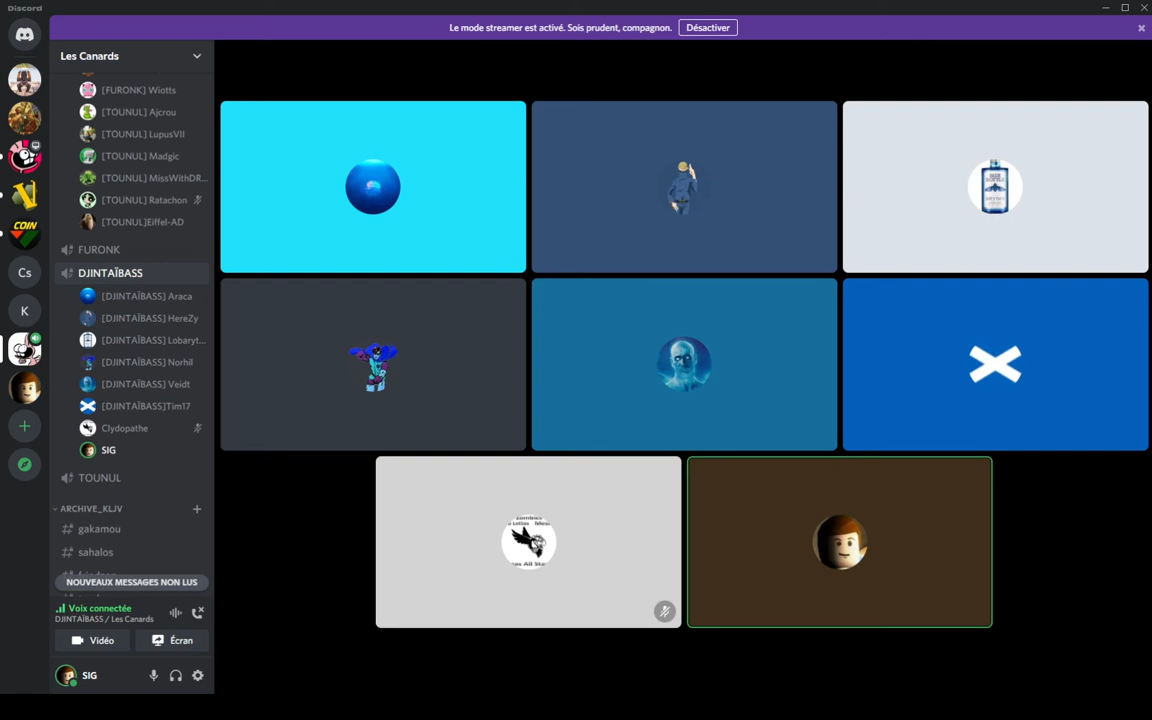 Discord
Le mode streamer est activé. Sois prudent, compagnon.
Désactiver
Les Canards
[FURONK] Wiotts
[TOUNUL] Ajcrou
[TOUNUL] LupusVII
[TOUNUL] Madgic
[TOUNUL] MissWithDR...
[TOUNUL] Ratachon
[TOUNUL]Eiffel-AD
FURONK
DJINTAÏBASS
[DJINTAÏBASS] Araca
[DJINTAÏBASS] HereZy
[DJINTAÏBASS] Lobaryt...
[DJINTAÏBASS] Norhil
[DJINTAÏBASS] Veidt
[DJINTAÏBASS]Tim17
Clydopathe
SIG
TOUNUL
ARCHIVE_KLJV
gakamou
sahalos
NOUVEAUX MESSAGES NON LUS
Voix connectée
DJINTAÏBASS / Les Canards
Vidéo
Écran
SIG
COIN
Cs
K